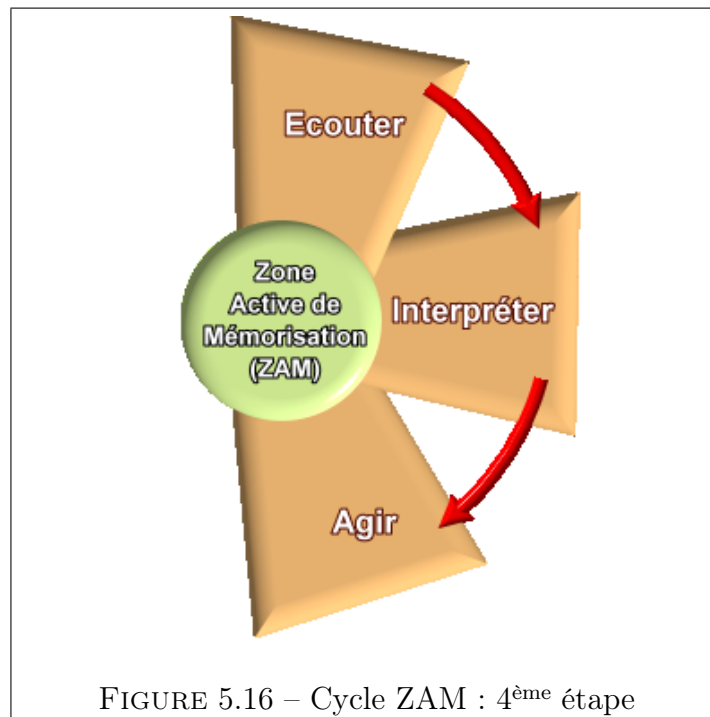 Ecouter
Zone
Active de
Mémorisation
(ZAM)
Interpréter
Agir
FIGURE 5.16 – Cycle ZAM : 4ème étape